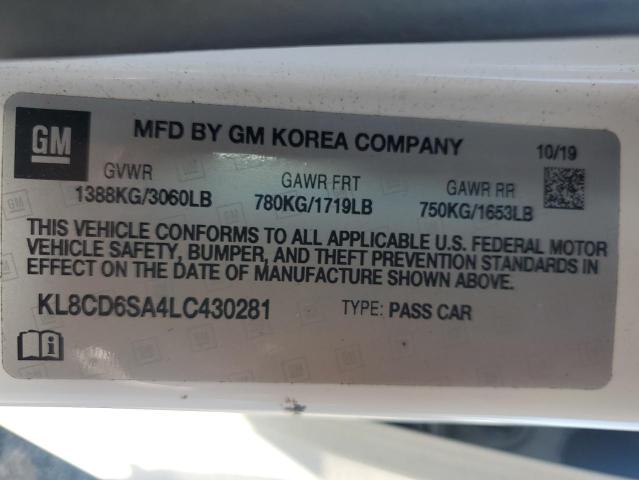 GM
MFD BY GM KOREA COMPANY
10/19
GVWR GAWR FRT GAWR RR
1388KG/3060LB 780KG/1719LB 750KG/1653LB
THIS VEHICLE CONFORMS TO ALL APPLICABLE U.S. FEDERAL MOTOR
VEHICLE SAFETY, BUMPER, AND THEFT PREVENTION STANDARDS IN
EFFECT ON THE DATE OF MANUFACTURE SHOWN ABOVE.
KL8CD6SA4LC430281 TYPE: PASS CAR